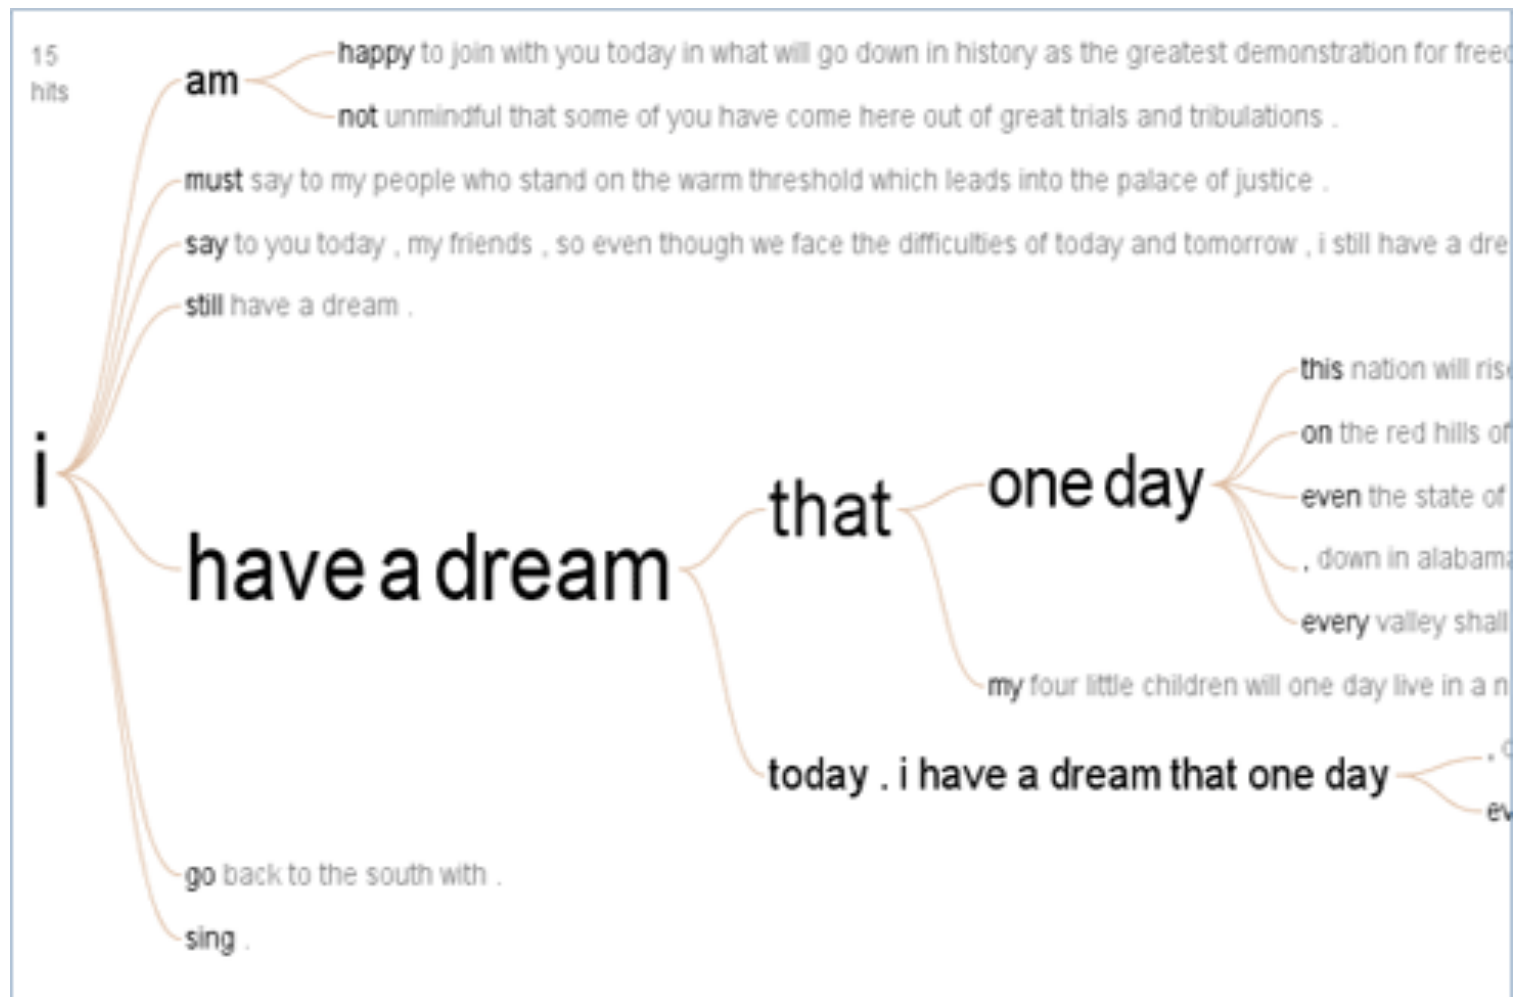 15
hits
am
happy to join with you today in what will go down in history as the greatest demonstration for
not unmindful that some of you have come here out of great trials and tribulations .
must say to my people who stand on the warm threshold which leads into the palace of justice .
say to you today , my friends , so even though we face the difficulties of today and tomorrow , i still have a dre
still have a dream .
i
have a dream
that
one day
this nation will
on the red hills of
even the state of
, down in alabama
every valley shall
my four little children will one day live in a n
today . i have a dream that one day
,
ev
go back to the south with .
sing .